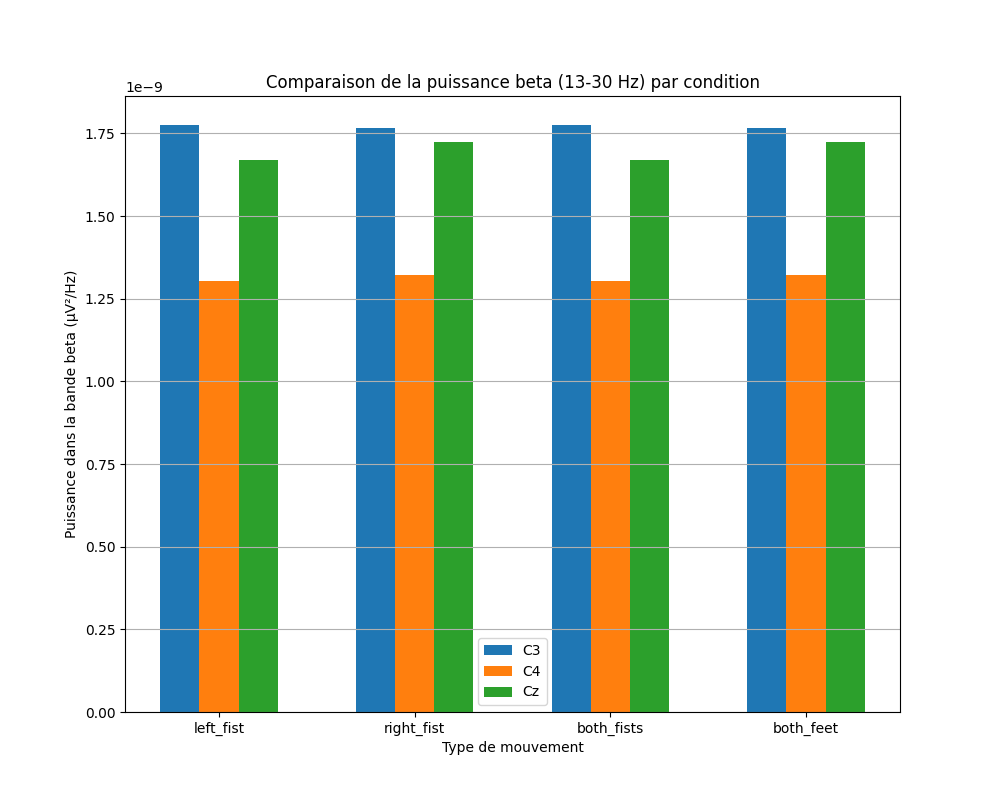 Comparaison de la puissance beta (13-30 Hz) par condition
1e−9
Puissance dans la bande beta (µV²/Hz)
1.75
1.50
1.25
1.00
0.75
0.50
0.25
0.00
C3
C4
Cz
left_fist
right_fist
both_fists
both_feet
Type de mouvement